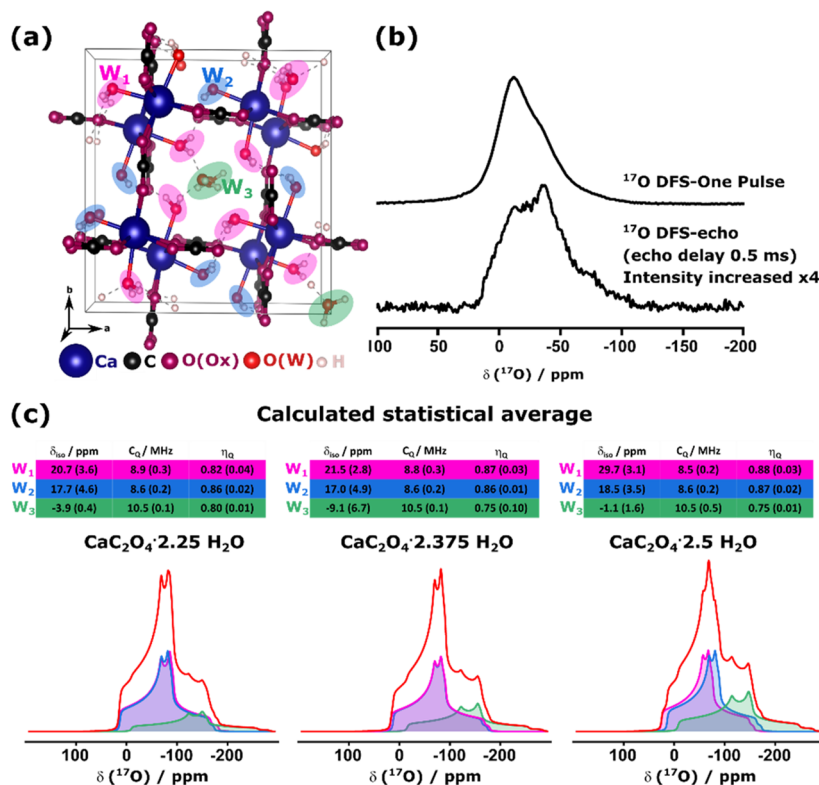 (a)
W₁
W₂
W₃
b
a
Ca C O(Ox) O(W) H
(b)
¹⁷O DFS-One Pulse
¹⁷O DFS-echo
(echo delay 0.5 ms)
Intensity increased x4
100 50 0 -50 -100 -150 -200
δ (¹⁷O) / ppm
(c) Calculated statistical average
δiso / ppm CQ / MHz ηQ
W₁ 20.7 (3.6) 8.9 (0.3) 0.82 (0.04)
W₂ 17.7 (4.6) 8.6 (0.2) 0.86 (0.02)
W₃ -3.9 (0.4) 10.5 (0.1) 0.80 (0.01)
CaC₂O₄·2.25 H₂O
100 0 -100 -200
δ (¹⁷O) / ppm
δiso / ppm CQ / MHz ηQ
W₁ 21.5 (2.8) 8.8 (0.3) 0.87 (0.03)
W₂ 17.0 (4.9) 8.6 (0.2) 0.86 (0.01)
W₃ -9.1 (6.7) 10.5 (0.1) 0.75 (0.10)
CaC₂O₄·2.375 H₂O
100 0 -100 -200
δ (¹⁷O) / ppm
δiso / ppm CQ / MHz ηQ
W₁ 29.7 (3.1) 8.5 (0.2) 0.88 (0.03)
W₂ 18.5 (3.5) 8.6 (0.2) 0.87 (0.02)
W₃ -1.1 (1.6) 10.5 (0.5) 0.75 (0.01)
CaC₂O₄·2.5 H₂O
100 0 -100 -200
δ (¹⁷O) / ppm